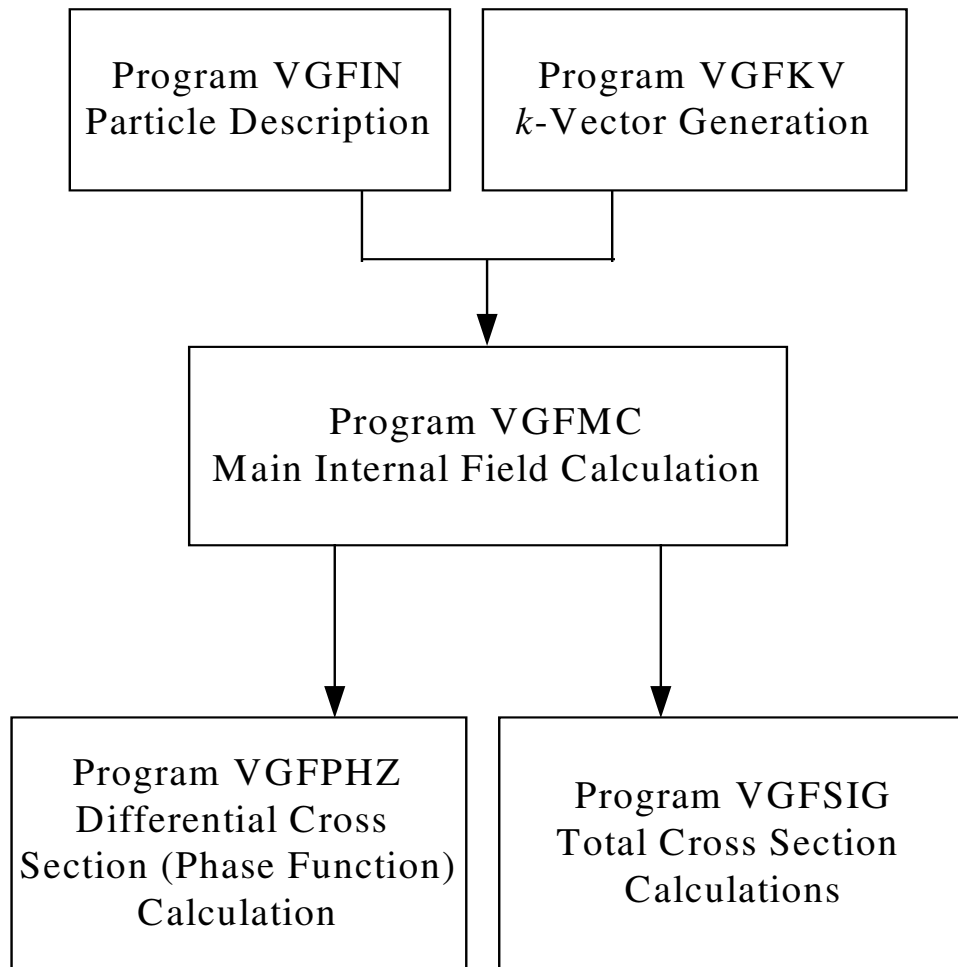 Program VGFIN
Particle Description
Program VGFKV
k-Vector Generation
Program VGFMC
Main Internal Field Calculation
Program VGFPHZ
Differential Cross
Section (Phase Function)
Calculation
Program VGFSIG
Total Cross Section
Calculations